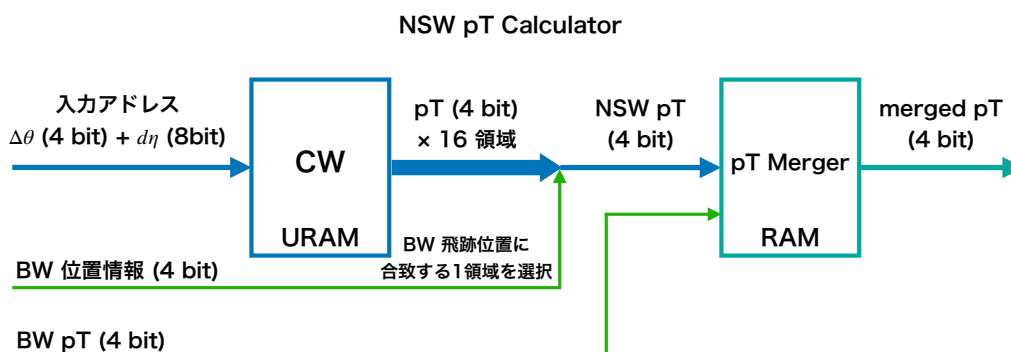 NSW pT Calculator
入力アドレス
Δθ (4 bit) + dη (8bit)
CW
URAM
pT (4 bit)
× 16 領域
NSW pT
(4 bit)
pT Merger
RAM
merged pT
(4 bit)
BW 飛跡位置に
合致する1領域を選択
BW 位置情報 (4 bit)
BW pT (4 bit)